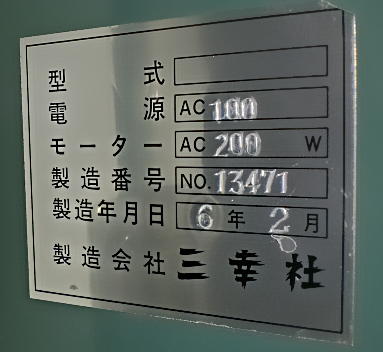 型式
電源 AC 100
モーター AC 200 W
製造番号 NO. 13471
製造年月日 6年2月
製造会社 三幸社